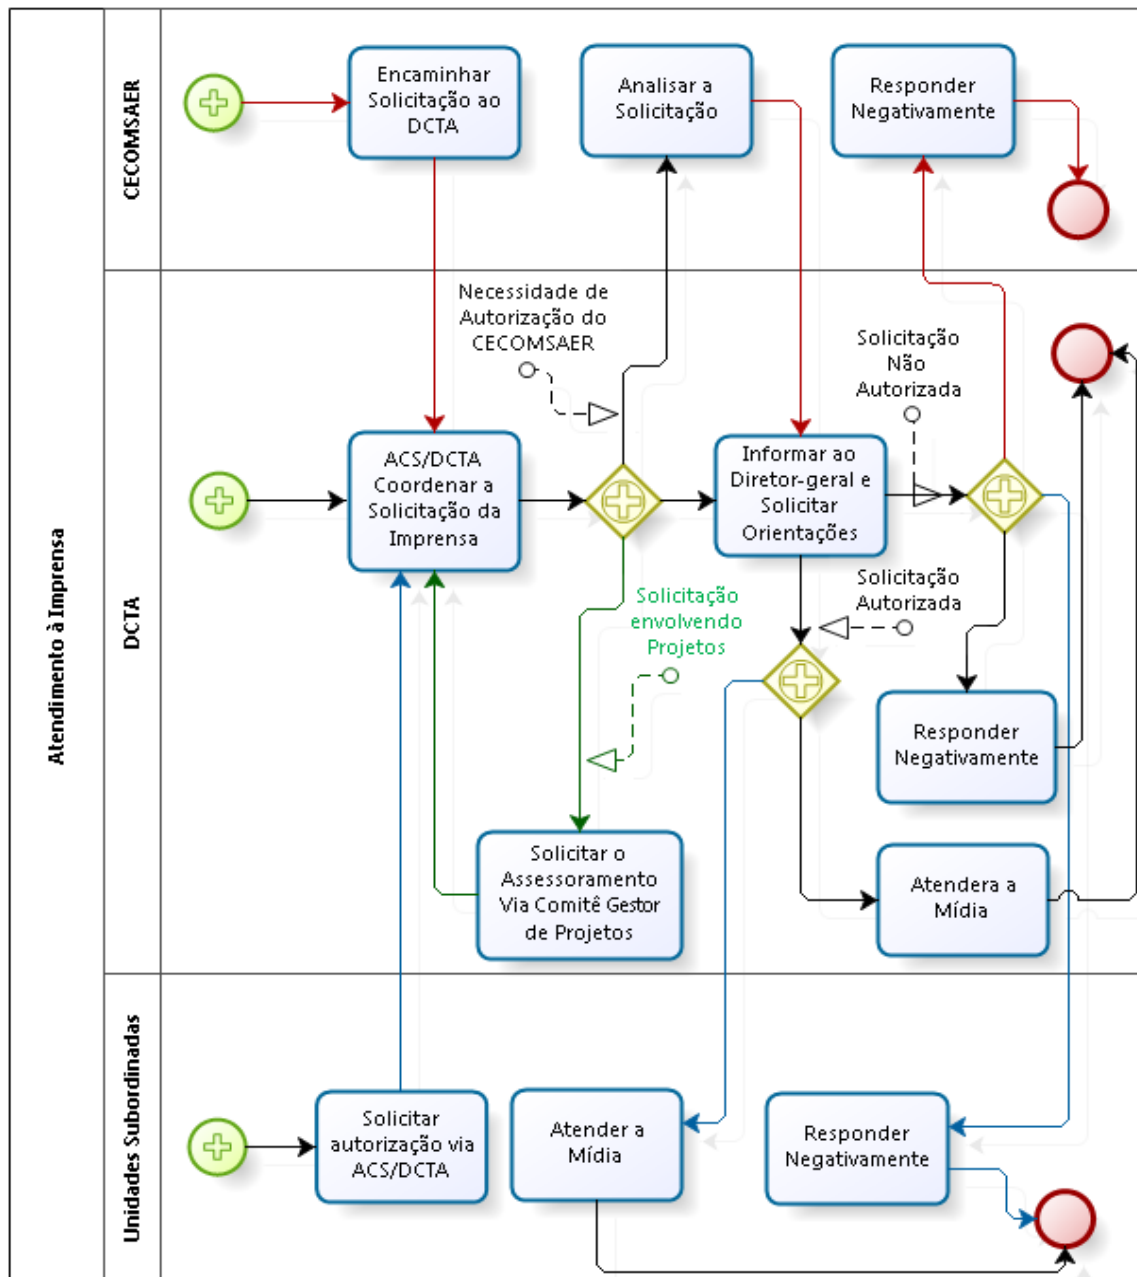 Atendimento à Imprensa
CECOMSAER
Encaminhar
Solicitação ao
DCTA
Analisar a
Solicitação
Responder
Negativamente
DCTA
Necessidade de
Autorização do
CECOMSAER
Solicitação
Não
Autorizada
ACS/DCTA
Coordenar a
Solicitação da
Imprensa
Informar ao
Diretor-geral e
Solicitar
Orientações
Solicitação
Autorizada
Solicitação
envolvendo
Projetos
Responder
Negativamente
Solicitar o
Assessoramento
Via Comitê Gestor
de Projetos
Atendera a
Mídia
Unidades Subordinadas
Solicitar
autorização via
ACS/DCTA
Atender a
Mídia
Responder
Negativamente